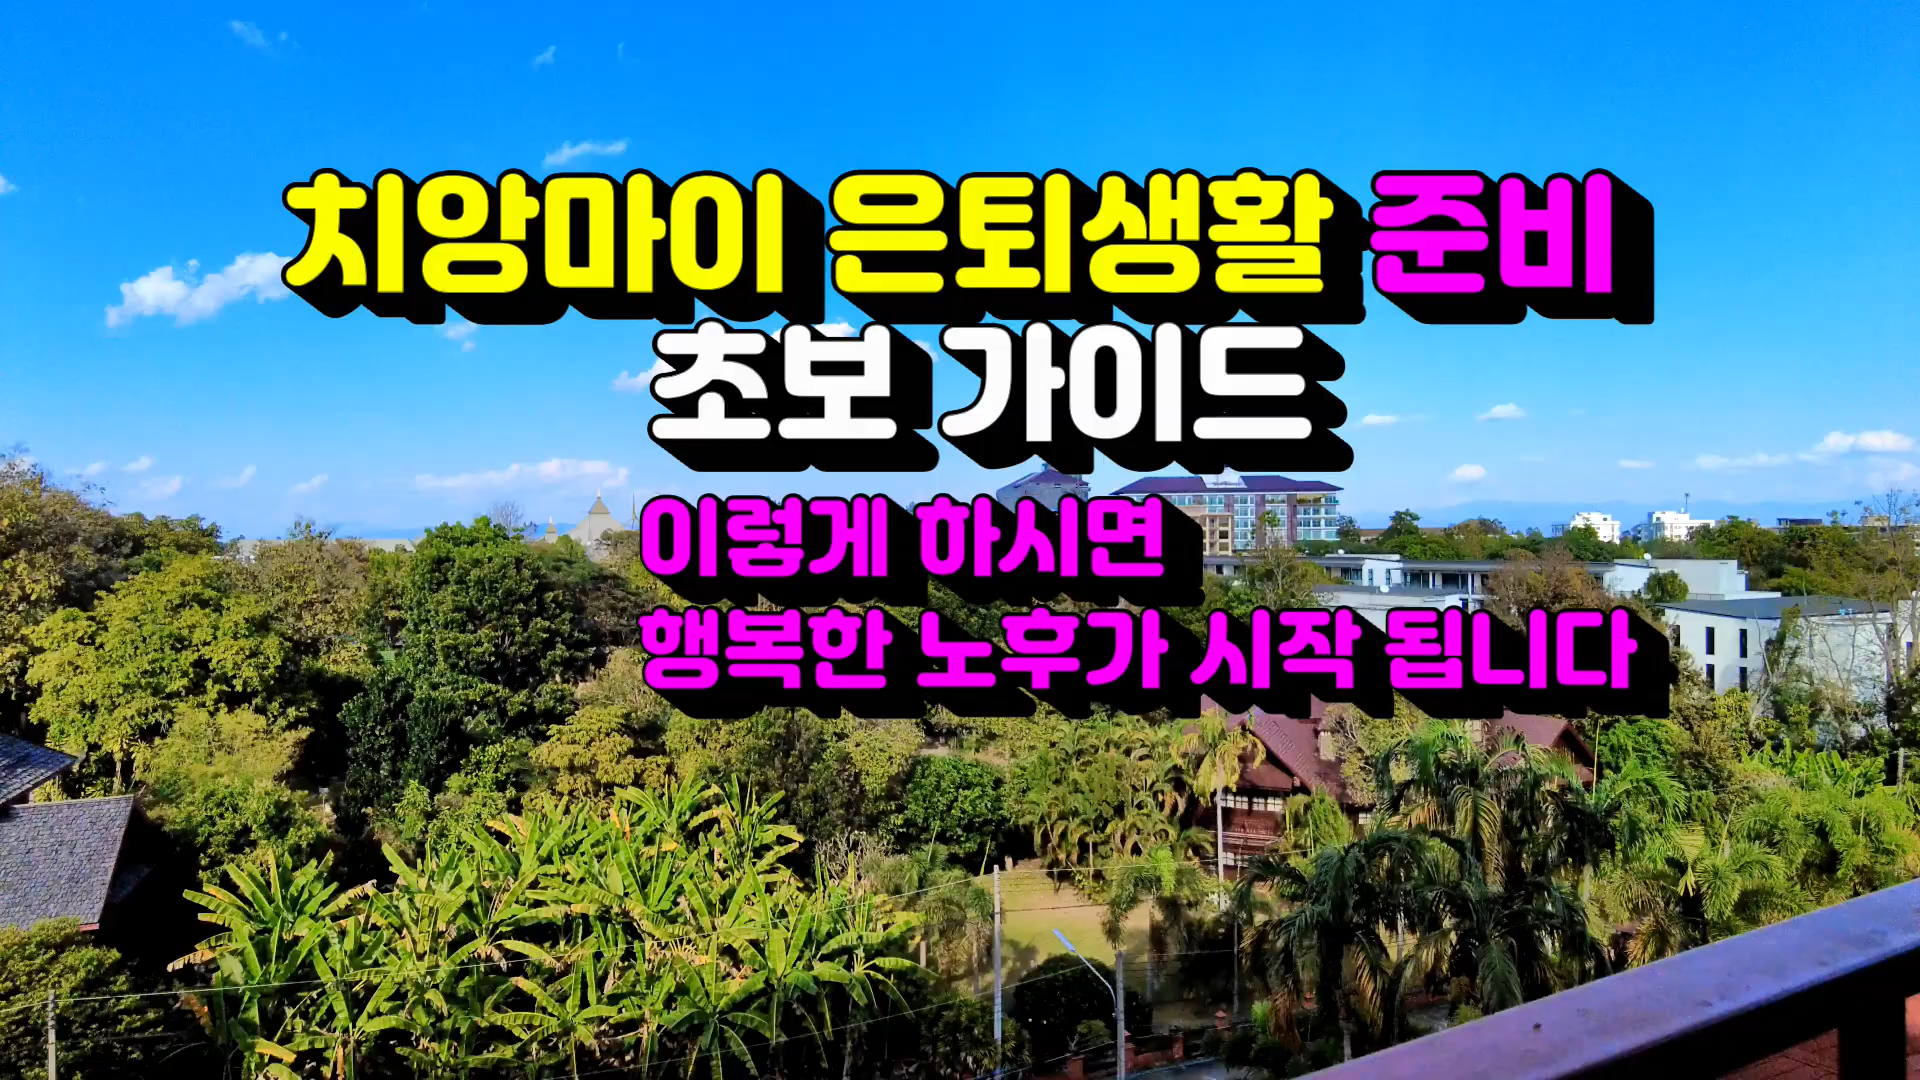 치앙마이 은퇴생활 준비
초보 가이드
이렇게 하시면
행복한 노후가 시작 됩니다